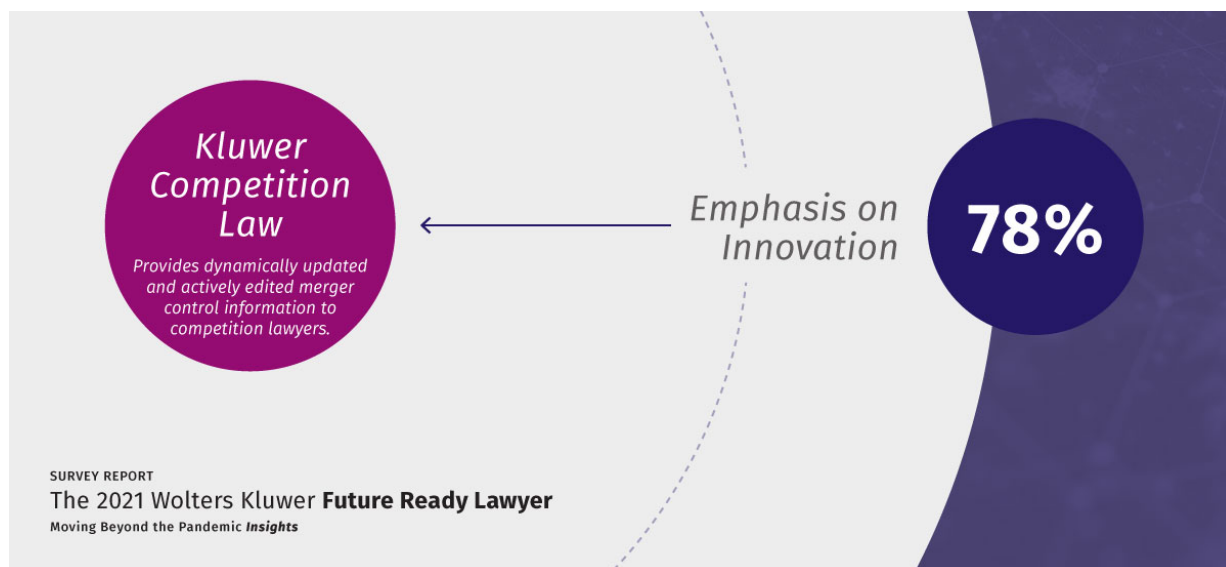 Kluwer
Competition
Law
Provides dynamically updated
and actively edited merger
control information to
competition lawyers.
Emphasis on
Innovation
78%
SURVEY REPORT
The 2021 Wolters Kluwer Future Ready Lawyer
Moving Beyond the Pandemic Insights